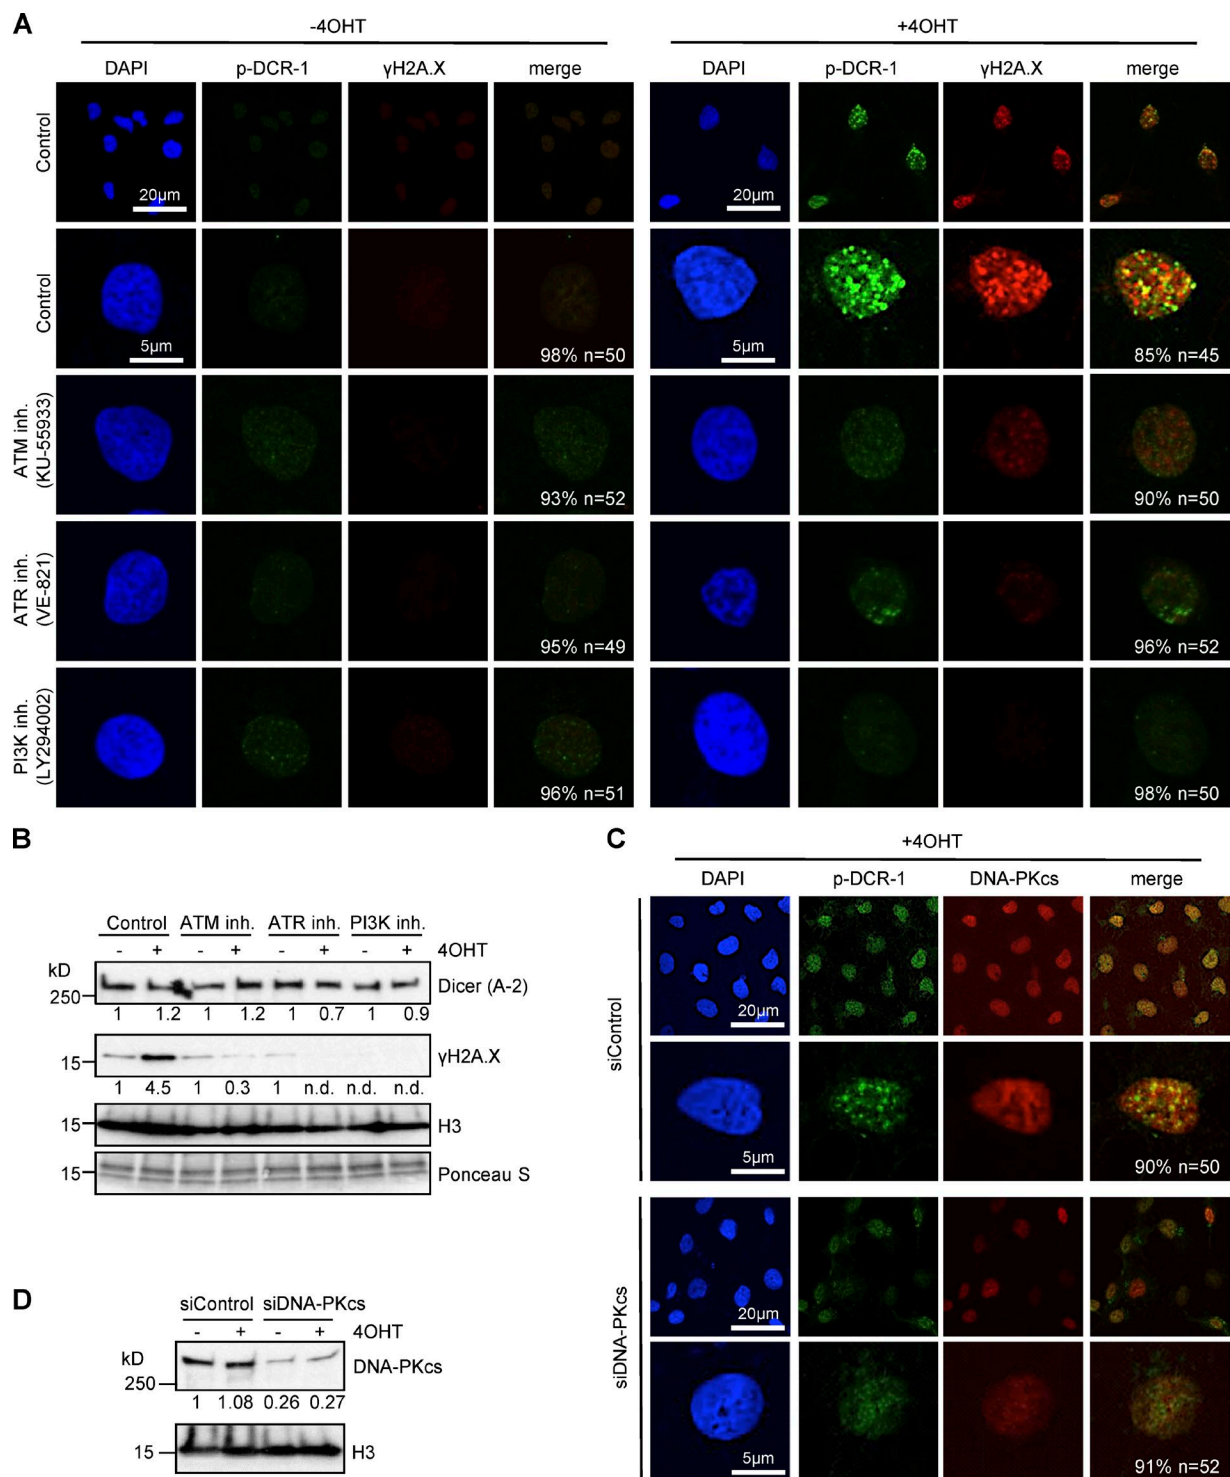 A
-4OHT
+4OHT
DAPI p-DCR-1 γH2A.X merge
DAPI p-DCR-1 γH2A.X merge
Control
20µm
20µm
Control
5µm
98% n=50
5µm
85% n=45
ATM inh.
(KU-55933)
93% n=52
90% n=50
ATR inh.
(VE-821)
95% n=49
96% n=52
PI3K inh.
(LY294002)
96% n=51
98% n=50
B
Control ATM inh. ATR inh. PI3K inh.
- + - + - + - + 4OHT
kD
250 Dicer (A-2)
1 1.2 1 1.2 1 0.7 1 0.9
15 γH2A.X
1 4.5 1 0.3 1 n.d. n.d. n.d.
15 H3
15 Ponceau S
C
+4OHT
DAPI p-DCR-1 DNA-PKcs merge
siControl
20µm
5µm
90% n=50
siDNA-PKcs
20µm
5µm
91% n=52
D
siControl siDNA-PKcs
- + - + 4OHT
kD
DNA-PKcs
250
1 1.08 0.26 0.27
15 H3